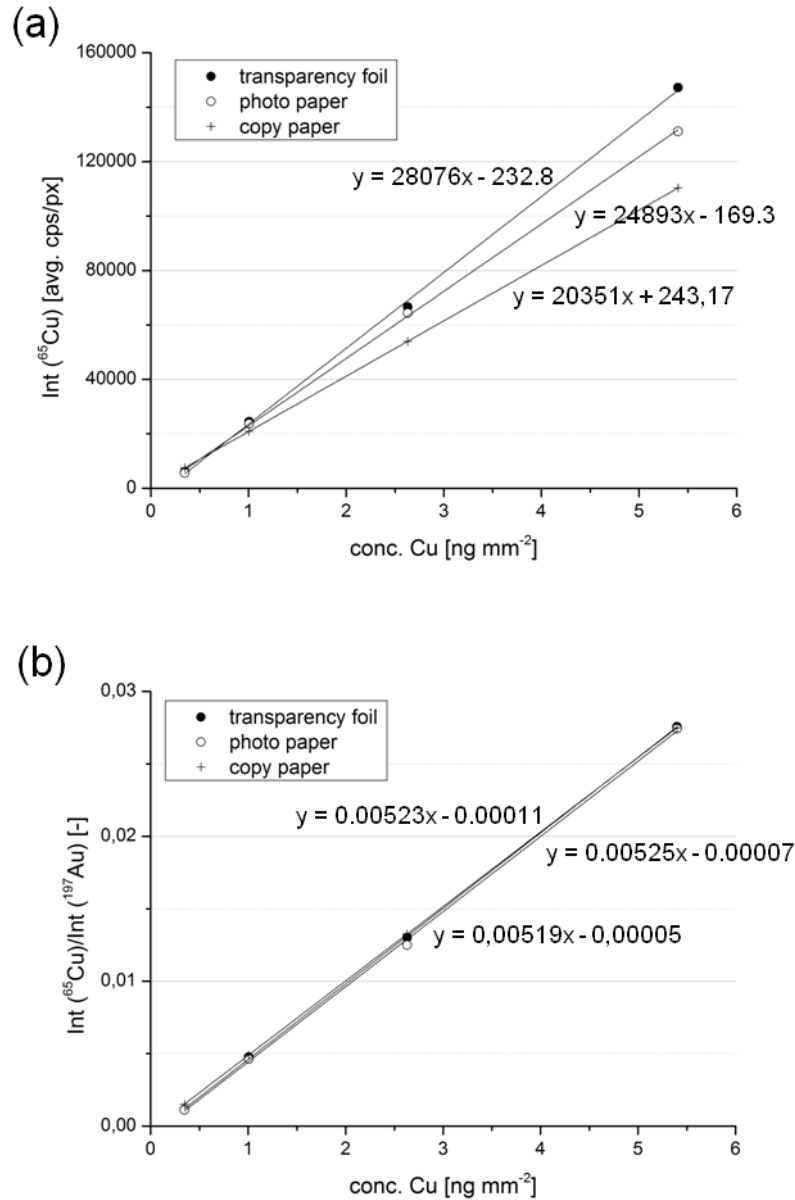 (a)
160000
120000
80000
40000
0
Int (⁶⁵Cu) [avg. cps/px]
transparency foil
photo paper
copy paper
y = 28076x - 232.8
y = 24893x - 169.3
y = 20351x + 243,17
0 1 2 3 4 5 6
conc. Cu [ng mm⁻²]
(b)
0,03
0,02
0,01
0,00
Int (⁶⁵Cu)/Int (¹⁹⁷Au) [-]
transparency foil
photo paper
copy paper
y = 0.00523x - 0.00011
y = 0.00525x - 0.00007
y = 0,00519x - 0,00005
0 1 2 3 4 5 6
conc. Cu [ng mm⁻²]